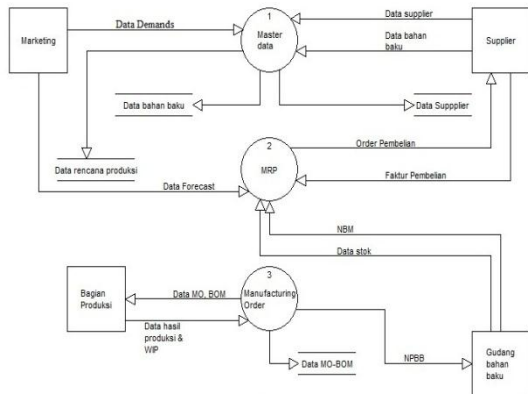 Marketing
Data Demands
1
Master
data
Data supplier
Data bahan
baku
Supplier
Data bahan baku
Data Suppplier
Data rencana produksi
2
MRP
Order Pembelian
Data Forecast
Faktur Pembelian
NBM
Data stok
Bagian
Produksi
Data MO, BOM
3
Manufacturing
Order
Data hasil
produksi &
WIP
Data MO-BOM
NPBB
Gudang
bahan
baku